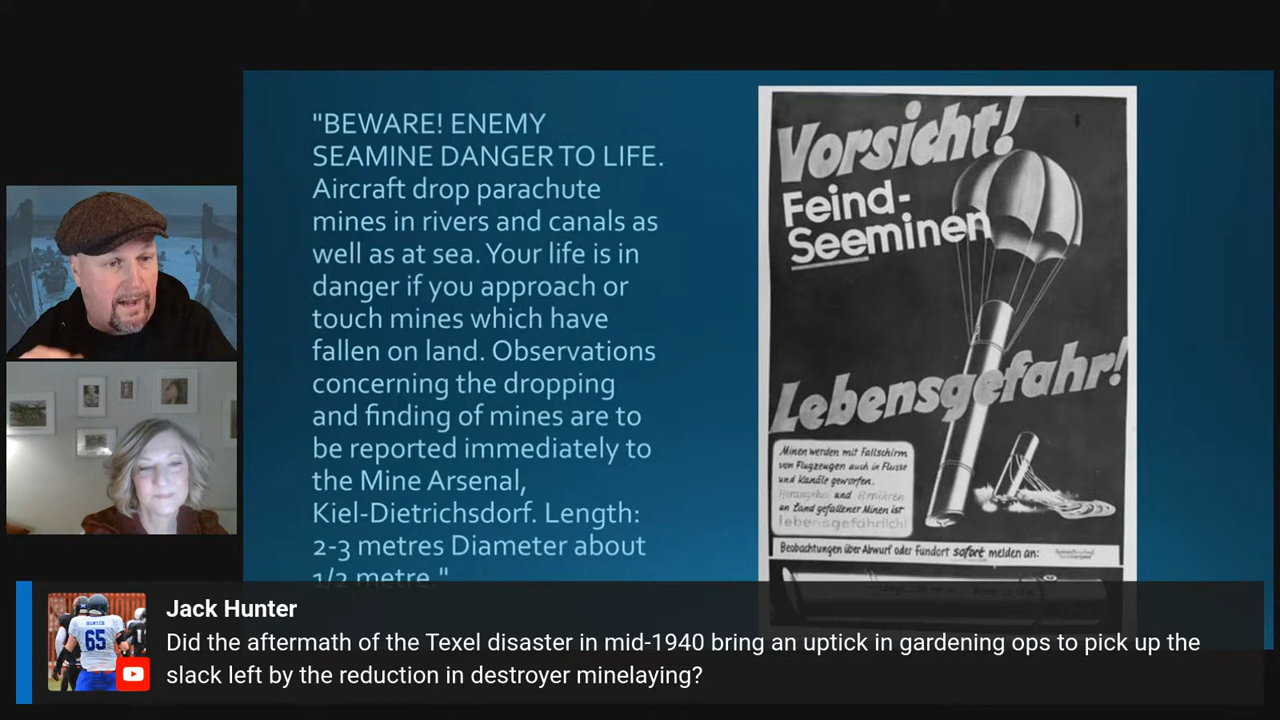 "BEWARE! ENEMY
SEAMINE DANGER TO LIFE.
Aircraft drop parachute
mines in rivers and canals as
well as at sea. Your life is in
danger if you approach or
touch mines which have
fallen on land. Observations
concerning the dropping
and finding of mines are to
be reported immediately to
the Mine Arsenal,
Kiel-Dietrichsdorf. Length:
2-3 metres Diameter about
1/2 metre."
Vorsicht!
Feind-
Seeminen
Lebensgefahr!
Minen werden mit Fallschirm
von Flugzeugen auch in Flüsse
und Kanäle geworfen.
und
an Land gefallener Minen ist
lebensgefährlich!
Beobachtungen über Abwurf oder Fundort sofort melden an:
HUNTER
65
Jack Hunter
Did the aftermath of the Texel disaster in mid-1940 bring an uptick in gardening ops to pick up the
slack left by the reduction in destroyer minelaying?